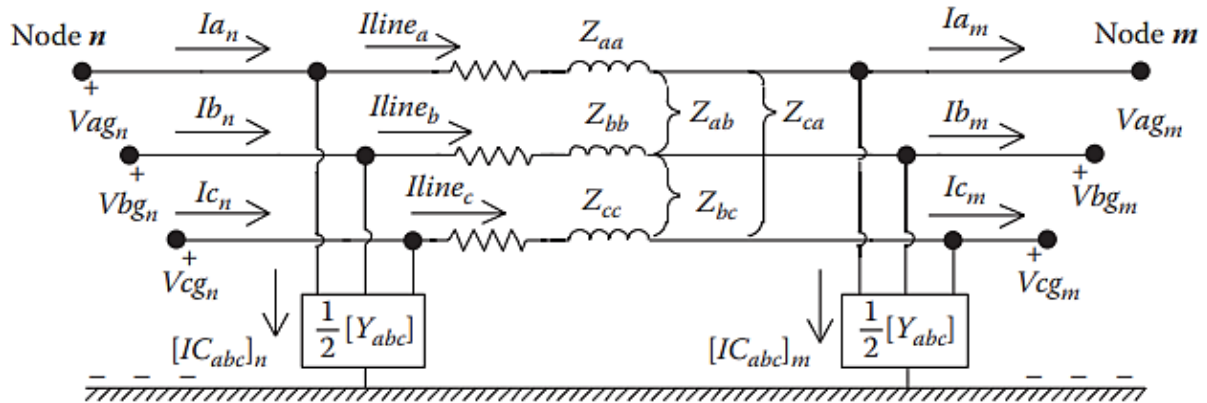 Node n Ia_n Iline_a Z_aa Ia_m Node m
+ Vag_n Ib_n Iline_b Z_bb Z_ab Z_ca Ib_m + Vag_m
+ Vbg_n Ic_n Iline_c Z_cc Z_bc Ic_m + Vbg_m
+ Vcg_n + Vcg_m
[IC_abc]_n 1/2 [Y_abc] [IC_abc]_m 1/2 [Y_abc]
– – – – – –